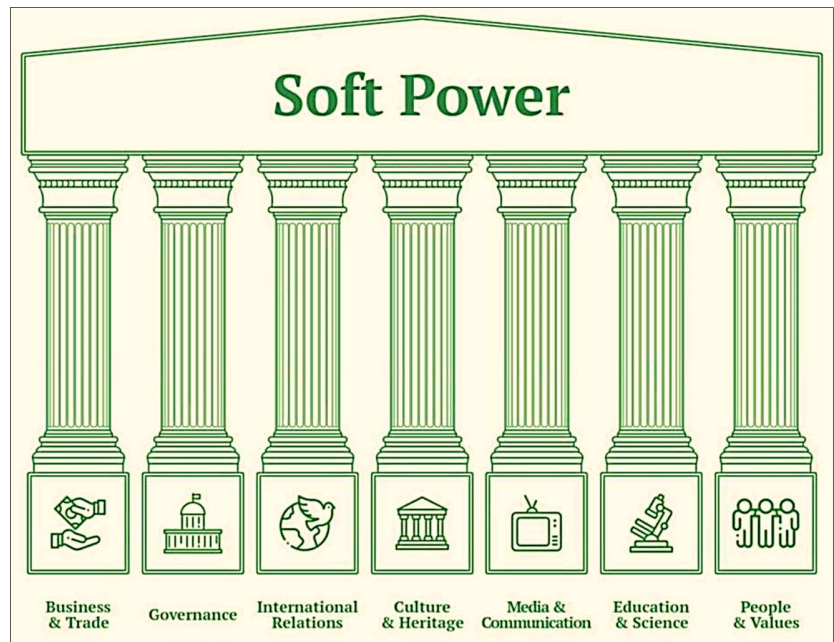 Soft Power
Business
& Trade
Governance
International
Relations
Culture
& Heritage
Media &
Communication
Education
& Science
People
& Values